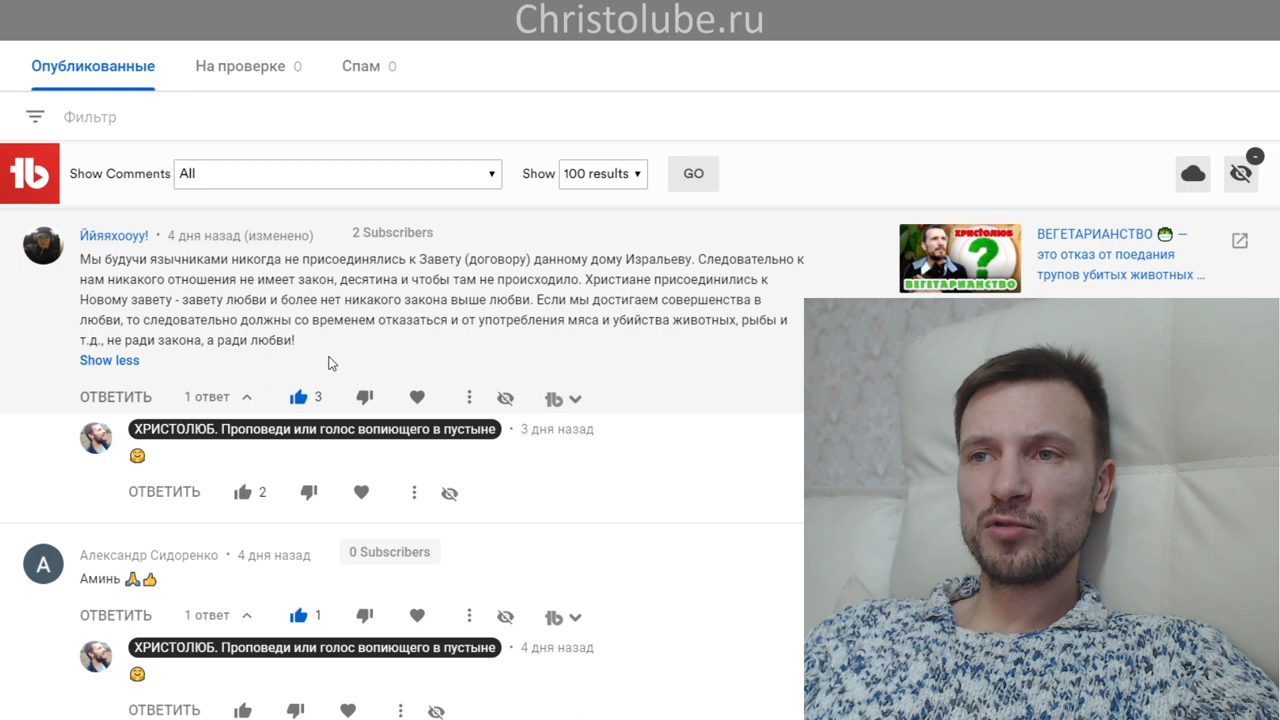 Christolube.ru
Опубликованные
На проверке 0
Спам 0
Фильтр
Show Comments All
Show 100 results GO
-
Ййяяхооуу! • 4 дня назад (изменено) 2 Subscribers
Мы будучи язычниками никогда не присоединялись к Завету (договору) данному дому Изральеву. Следовательно к
нам никакого отношения не имеет закон, десятина и чтобы там не происходило. Христиане присоединились к
Новому завету - завету любви и более нет никакого закона выше любви. Если мы достигаем совершенства в
любви, то следовательно должны со временем отказаться и от употребления мяса и убийства животных, рыбы и
т.д., не ради закона, а ради любви!
Show less
ОТВЕТИТЬ 1 ответ 3
ХРИСТОЛЮБ
?
ВЕГЕТАРИАНСТВО
ВЕГЕТАРИАНСТВО —
это отказ от поедания
трупов убитых животных ...
ХРИСТОЛЮБ. Проповеди или голос вопиющего в пустыне • 3 дня назад
ОТВЕТИТЬ 2
А
Александр Сидоренко • 4 дня назад 0 Subscribers
Аминь
ОТВЕТИТЬ 1 ответ 1
ХРИСТОЛЮБ. Проповеди или голос вопиющего в пустыне • 4 дня назад
ОТВЕТИТЬ